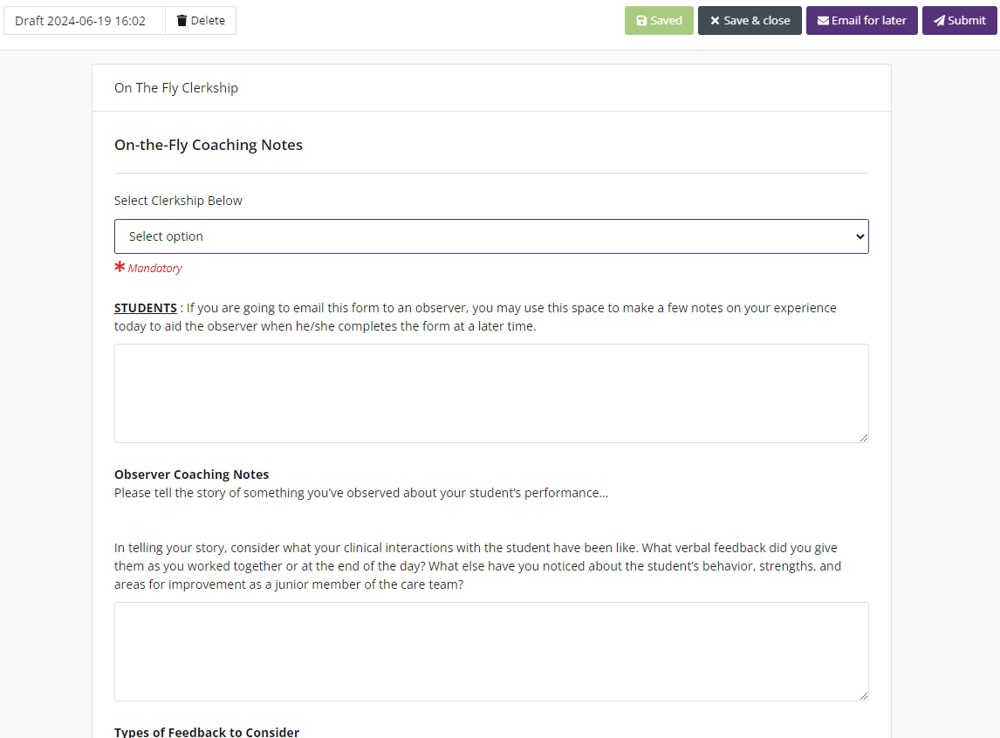 Draft 2024-06-19 16:02 Delete Saved Save & close Email for later Submit
On The Fly Clerkship
On-the-Fly Coaching Notes
Select Clerkship Below
Select option
* Mandatory
STUDENTS : If you are going to email this form to an observer, you may use this space to make a few notes on your experience
today to aid the observer when he/she completes the form at a later time.
Observer Coaching Notes
Please tell the story of something you’ve observed about your student’s performance...
In telling your story, consider what your clinical interactions with the student have been like. What verbal feedback did you give
them as you worked together or at the end of the day? What else have you noticed about the student’s behavior, strengths, and
areas for improvement as a junior member of the care team?
Types of Feedback to Consider